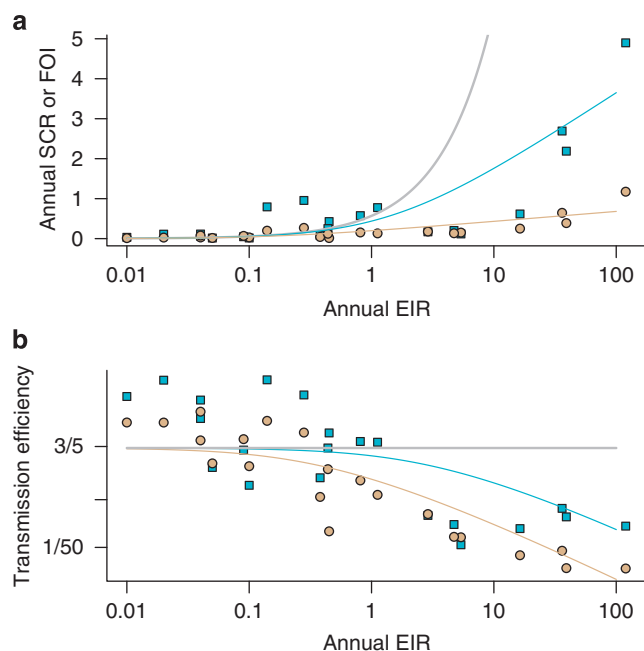 a
Annual SCR or FOI
5
4
3
2
1
0
0.01 0.1 1 10 100
Annual EIR
b
Transmission efficiency
3/5
1/50
0.01 0.1 1 10 100
Annual EIR